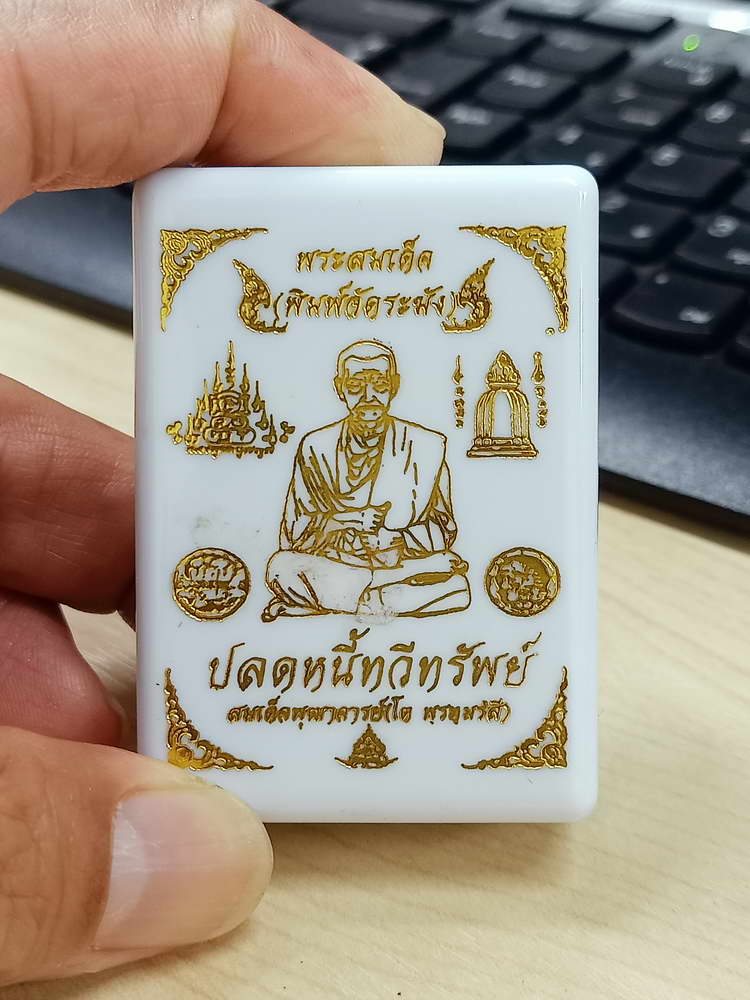 พระสมเด็จ
(พิมพ์วัดระฆัง)
ปลดหนี้ทวีทรัพย์
สมเด็จพุฒาจารย์(โต พรหมรังสี)